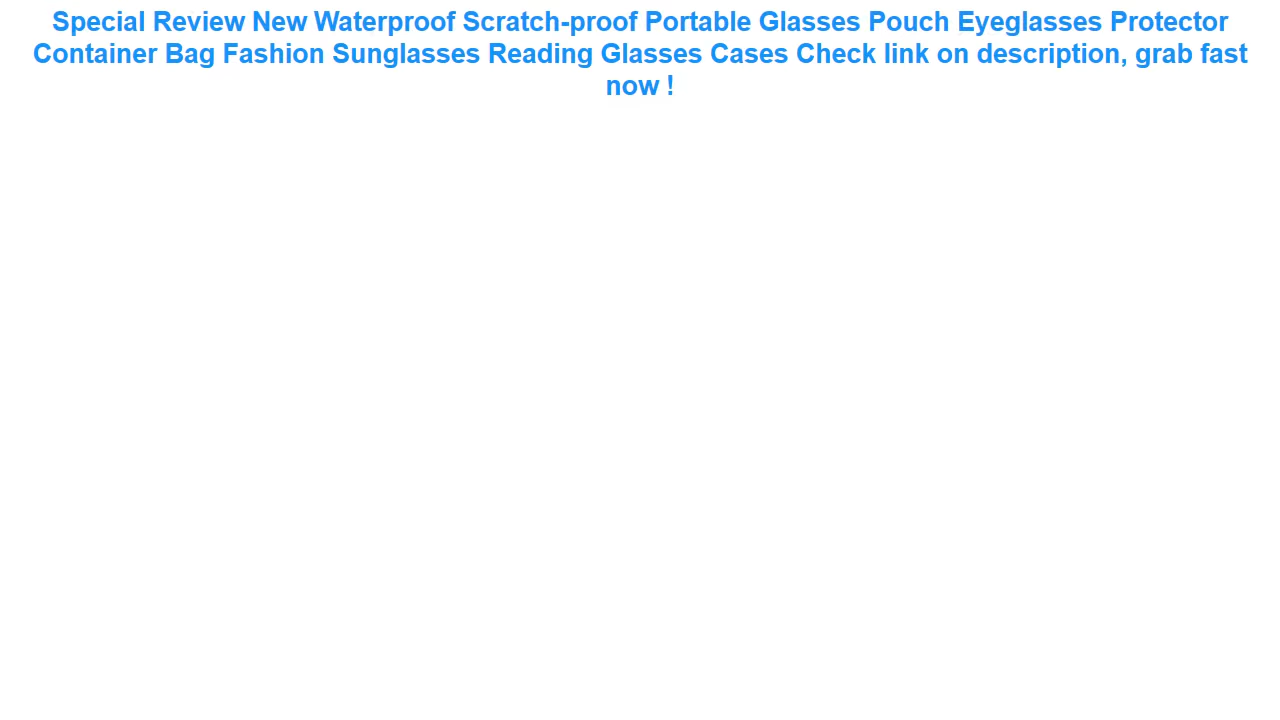 Special Review New Waterproof Scratch-proof Portable Glasses Pouch Eyeglasses Protector
Container Bag Fashion Sunglasses Reading Glasses Cases Check link on description, grab fast
now !